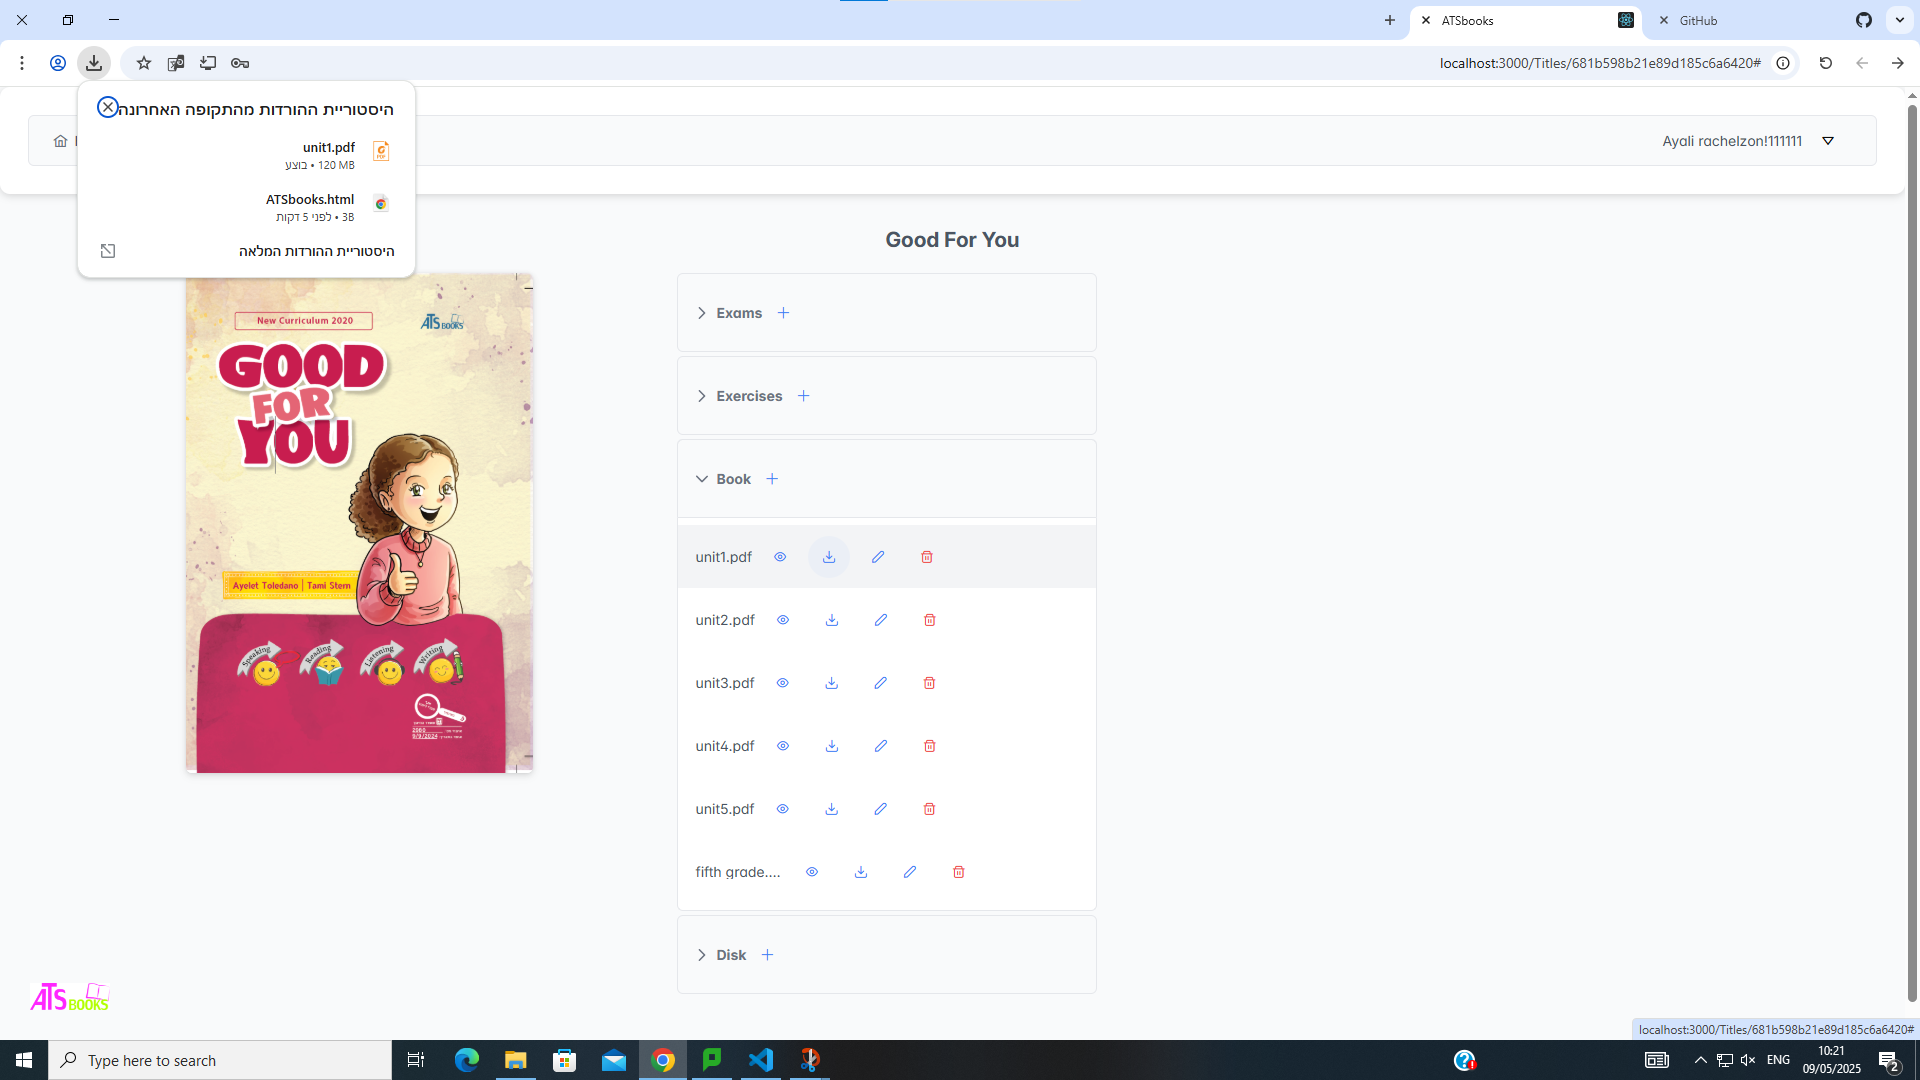 ATSbooks
GitHub
localhost:3000/Titles/681b598b21e89d185c6a6420#
היסטוריית ההורדות מהתקופה האחרונה
unit1.pdf
120 MB • בוצע
ATSbooks.html
3B • לפני 5 דקות
היסטוריית ההורדות המלאה
Ayali rachelzon!111111
Good For You
New Curriculum 2020
ATS BOOKS
GOOD
FOR
YOU
Ayelet Toledano | Tami Stern
Speaking
Reading
Listening
Writing
2960
9/9/2024
Exams
Exercises
Book
unit1.pdf
unit2.pdf
unit3.pdf
unit4.pdf
unit5.pdf
fifth grade....
Disk
ATS BOOKS
localhost:3000/Titles/681b598b21e89d185c6a6420#
Type here to search
ENG
10:21
09/05/2025
2